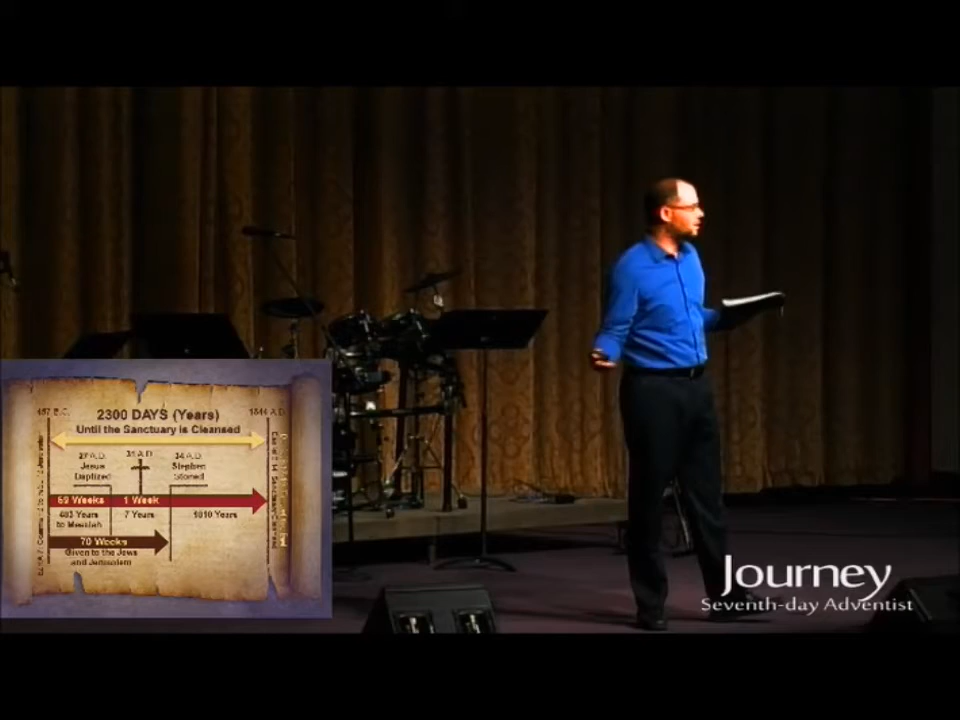 457 B.C.
2300 DAYS (Years)
1844 A.D.
Until the Sanctuary is Cleansed
27 A.D.
Jesus
Baptized
31 A.D.
34 A.D.
Stephen
Stoned
69 Weeks
1 Week
483 Years
to Messiah
7 Years
1810 Years
70 Weeks
Given to the Jews
and Jerusalem
Journey
Seventh-day Adventist